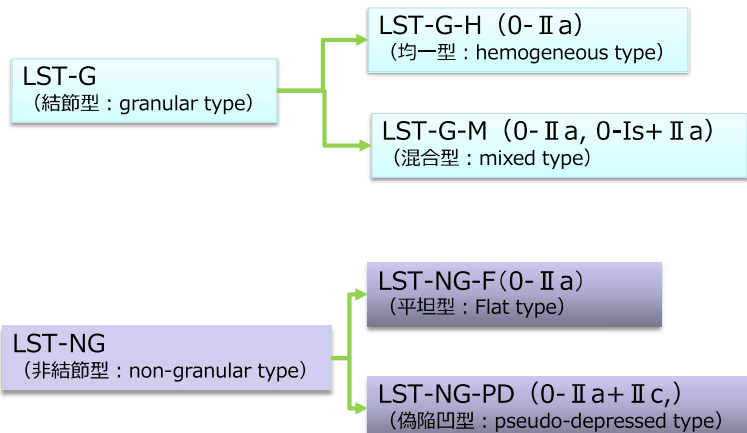 LST-G
（結節型：granular type）
LST-G-H（0-Ⅱa）
（均一型：hemogeneous type）
LST-G-M（0-Ⅱa, 0-Is+Ⅱa）
（混合型：mixed type）
LST-NG
（非結節型：non-granular type）
LST-NG-F（0-Ⅱa）
（平坦型：Flat type）
LST-NG-PD（0-Ⅱa+Ⅱc,）
（偽陥凹型：pseudo-depressed type）